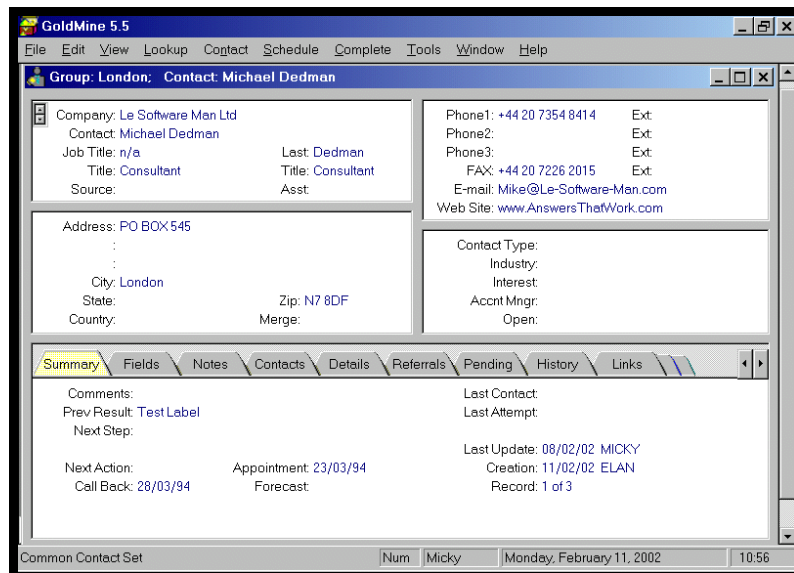 GoldMine 5.5
File Edit View Lookup Contact Schedule Complete Tools Window Help
Group: London; Contact: Michael Dedman
Company: Le Software Man Ltd
Contact: Michael Dedman
Job Title: n/a Last: Dedman
Title: Consultant Title: Consultant
Source: Asst:
Phone1: +44 20 7354 8414 Ext:
Phone2: Ext:
Phone3: Ext:
FAX: +44 20 7226 2015 Ext:
E-mail: Mike@Le-Software-Man.com
Web Site: www.AnswersThatWork.com
Address: PO BOX 545
:
:
City: London
State: Zip: N7 8DF
Country: Merge:
Contact Type:
Industry:
Interest:
Accnt Mngr:
Open:
Summary Fields Notes Contacts Details Referrals Pending History Links
Comments: Last Contact:
Prev Result: Test Label Last Attempt:
Next Step:
Last Update: 08/02/02 MICKY
Next Action: Appointment: 23/03/94 Creation: 11/02/02 ELAN
Call Back: 28/03/94 Forecast: Record: 1 of 3
Common Contact Set Num Micky Monday, February 11, 2002 10:56